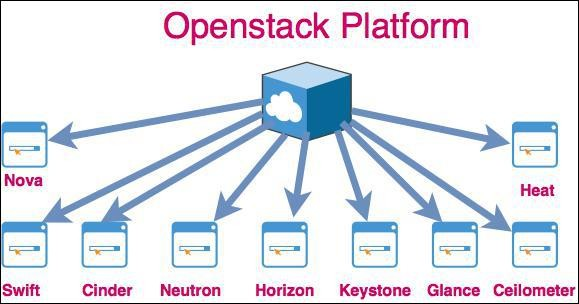 Openstack Platform
Nova
Heat
Swift
Cinder
Neutron
Horizon
Keystone
Glance
Ceilometer